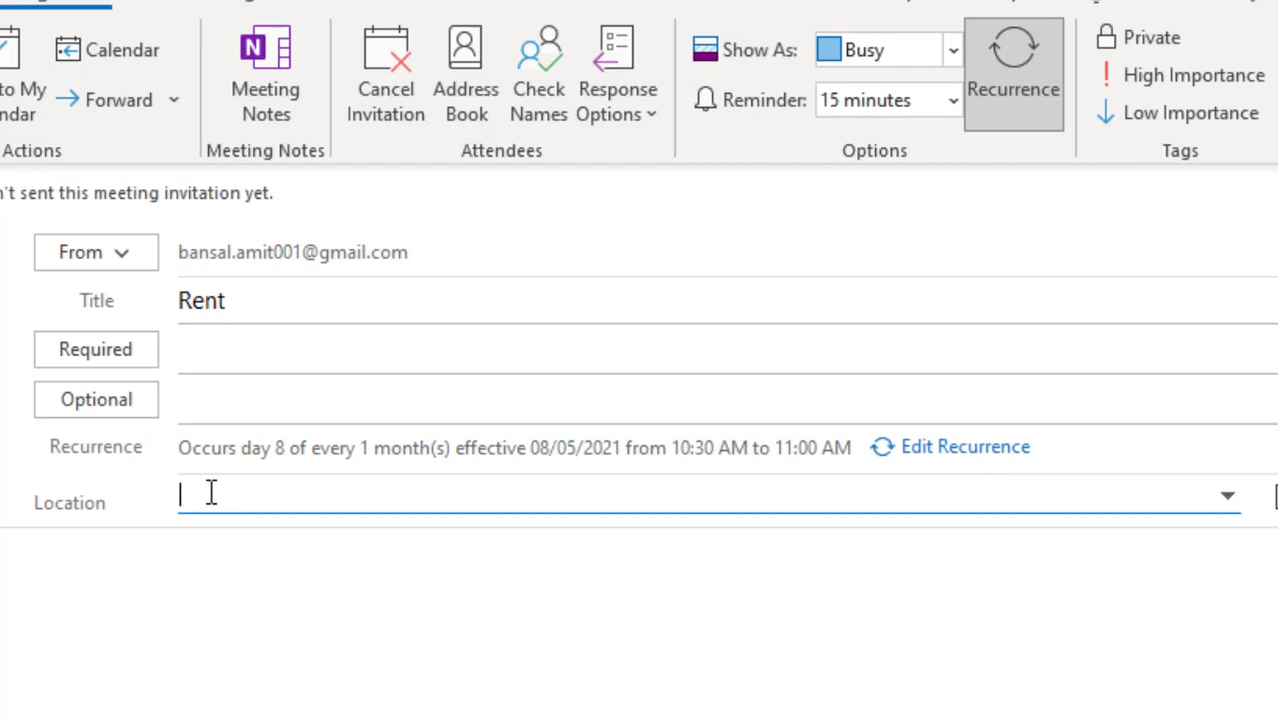 Calendar
to My
ndar
Forward
Actions
Meeting
Notes
Meeting Notes
Cancel
Invitation
Address
Book
Check
Names
Response
Options
Attendees
Show As:
Busy
Reminder:
15 minutes
Recurrence
Options
Private
High Importance
Low Importance
Tags
n't sent this meeting invitation yet.
From
bansal.amit001@gmail.com
Title
Rent
Required
Optional
Recurrence
Occurs day 8 of every 1 month(s) effective 08/05/2021 from 10:30 AM to 11:00 AM
Edit Recurrence
Location